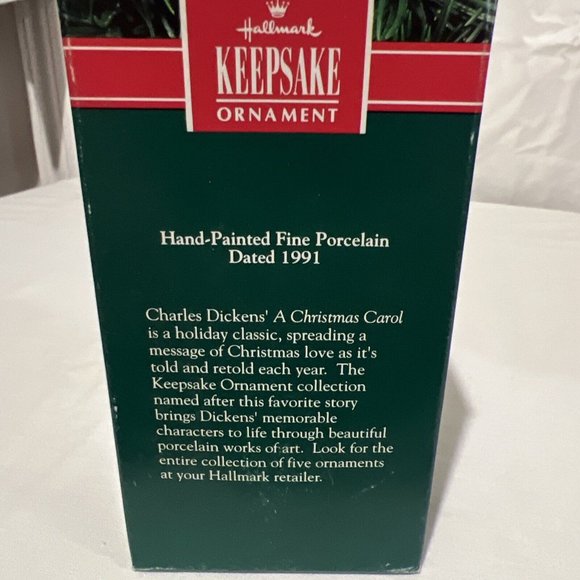 Hallmark
KEEPSAKE
ORNAMENT
Hand-Painted Fine Porcelain
Dated 1991
Charles Dickens' A Christmas Carol
is a holiday classic, spreading a
message of Christmas love as it's
told and retold each year. The
Keepsake Ornament collection
named after this favorite story
brings Dickens' memorable
characters to life through beautiful
porcelain works of art. Look for the
entire collection of five ornaments
at your Hallmark retailer.